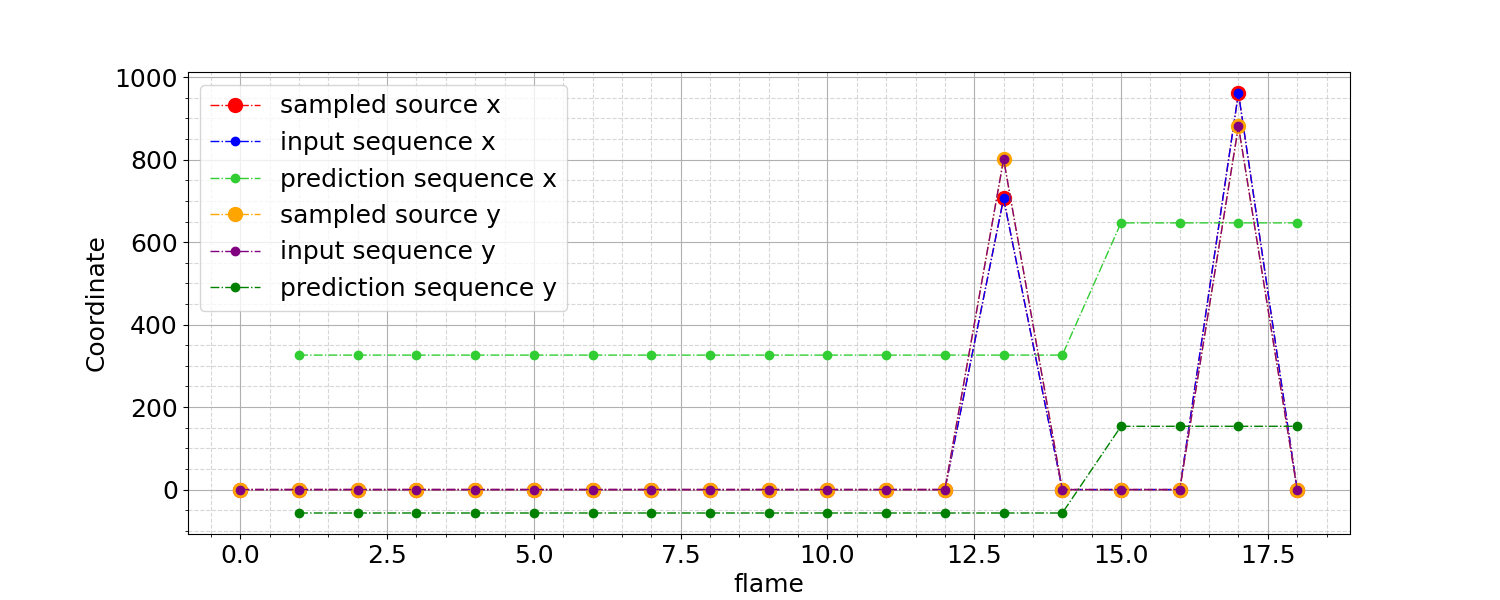 1000
800
600
400
200
0
Coordinate
sampled source x
input sequence x
prediction sequence x
sampled source y
input sequence y
prediction sequence y
0.0 2.5 5.0 7.5 10.0 12.5 15.0 17.5
flame